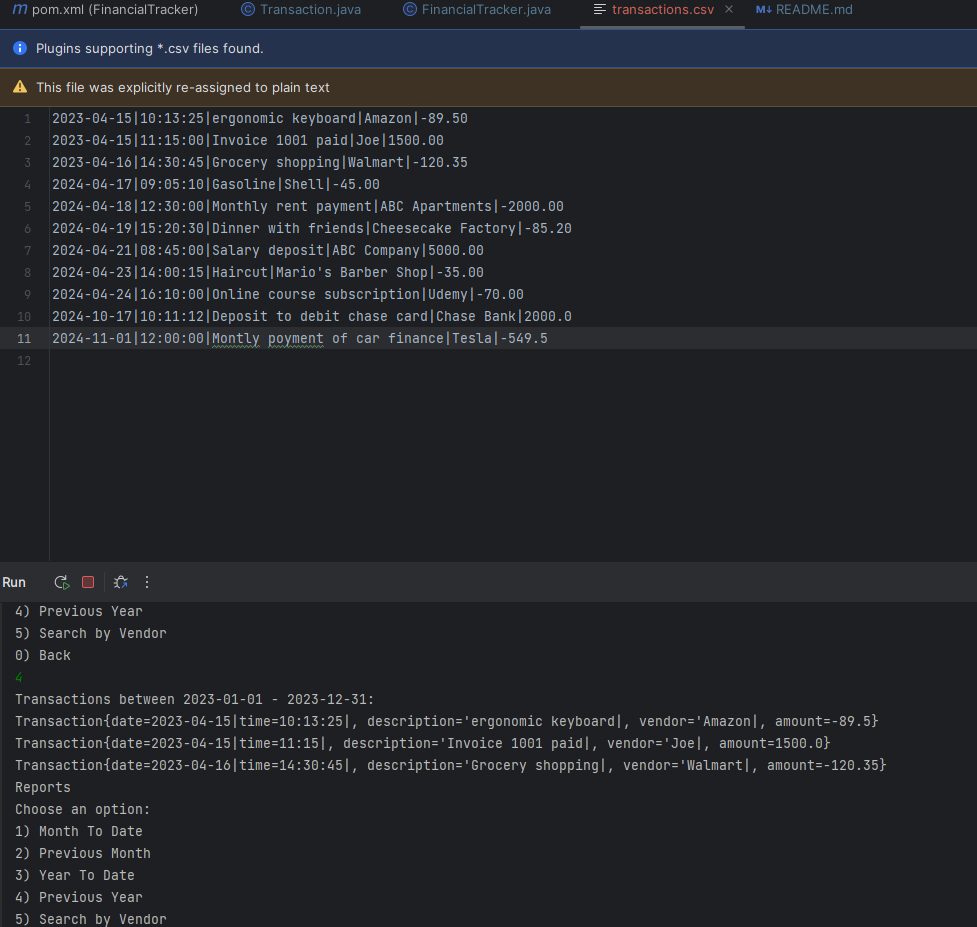 m pom.xml (FinancialTracker) © Transaction.java © FinancialTracker.java transactions.csv × M↓ README.md
Plugins supporting *.csv files found.
This file was explicitly re-assigned to plain text
1 2023-04-15|10:13:25|ergonomic keyboard|Amazon|-89.50
2 2023-04-15|11:15:00|Invoice 1001 paid|Joe|1500.00
3 2023-04-16|14:30:45|Grocery shopping|Walmart|-120.35
4 2024-04-17|09:05:10|Gasoline|Shell|-45.00
5 2024-04-18|12:30:00|Monthly rent payment|ABC Apartments|-2000.00
6 2024-04-19|15:20:30|Dinner with friends|Cheesecake Factory|-85.20
7 2024-04-21|08:45:00|Salary deposit|ABC Company|5000.00
8 2024-04-23|14:00:15|Haircut|Mario's Barber Shop|-35.00
9 2024-04-24|16:10:00|Online course subscription|Udemy|-70.00
10 2024-10-17|10:11:12|Deposit to debit chase card|Chase Bank|2000.0
11 2024-11-01|12:00:00|Montly poyment of car finance|Tesla|-549.5
12
Run
4) Previous Year
5) Search by Vendor
0) Back
4
Transactions between 2023-01-01 - 2023-12-31:
Transaction{date=2023-04-15|time=10:13:25|, description='ergonomic keyboard|, vendor='Amazon|, amount=-89.5}
Transaction{date=2023-04-15|time=11:15|, description='Invoice 1001 paid|, vendor='Joe|, amount=1500.0}
Transaction{date=2023-04-16|time=14:30:45|, description='Grocery shopping|, vendor='Walmart|, amount=-120.35}
Reports
Choose an option:
1) Month To Date
2) Previous Month
3) Year To Date
4) Previous Year
5) Search by Vendor